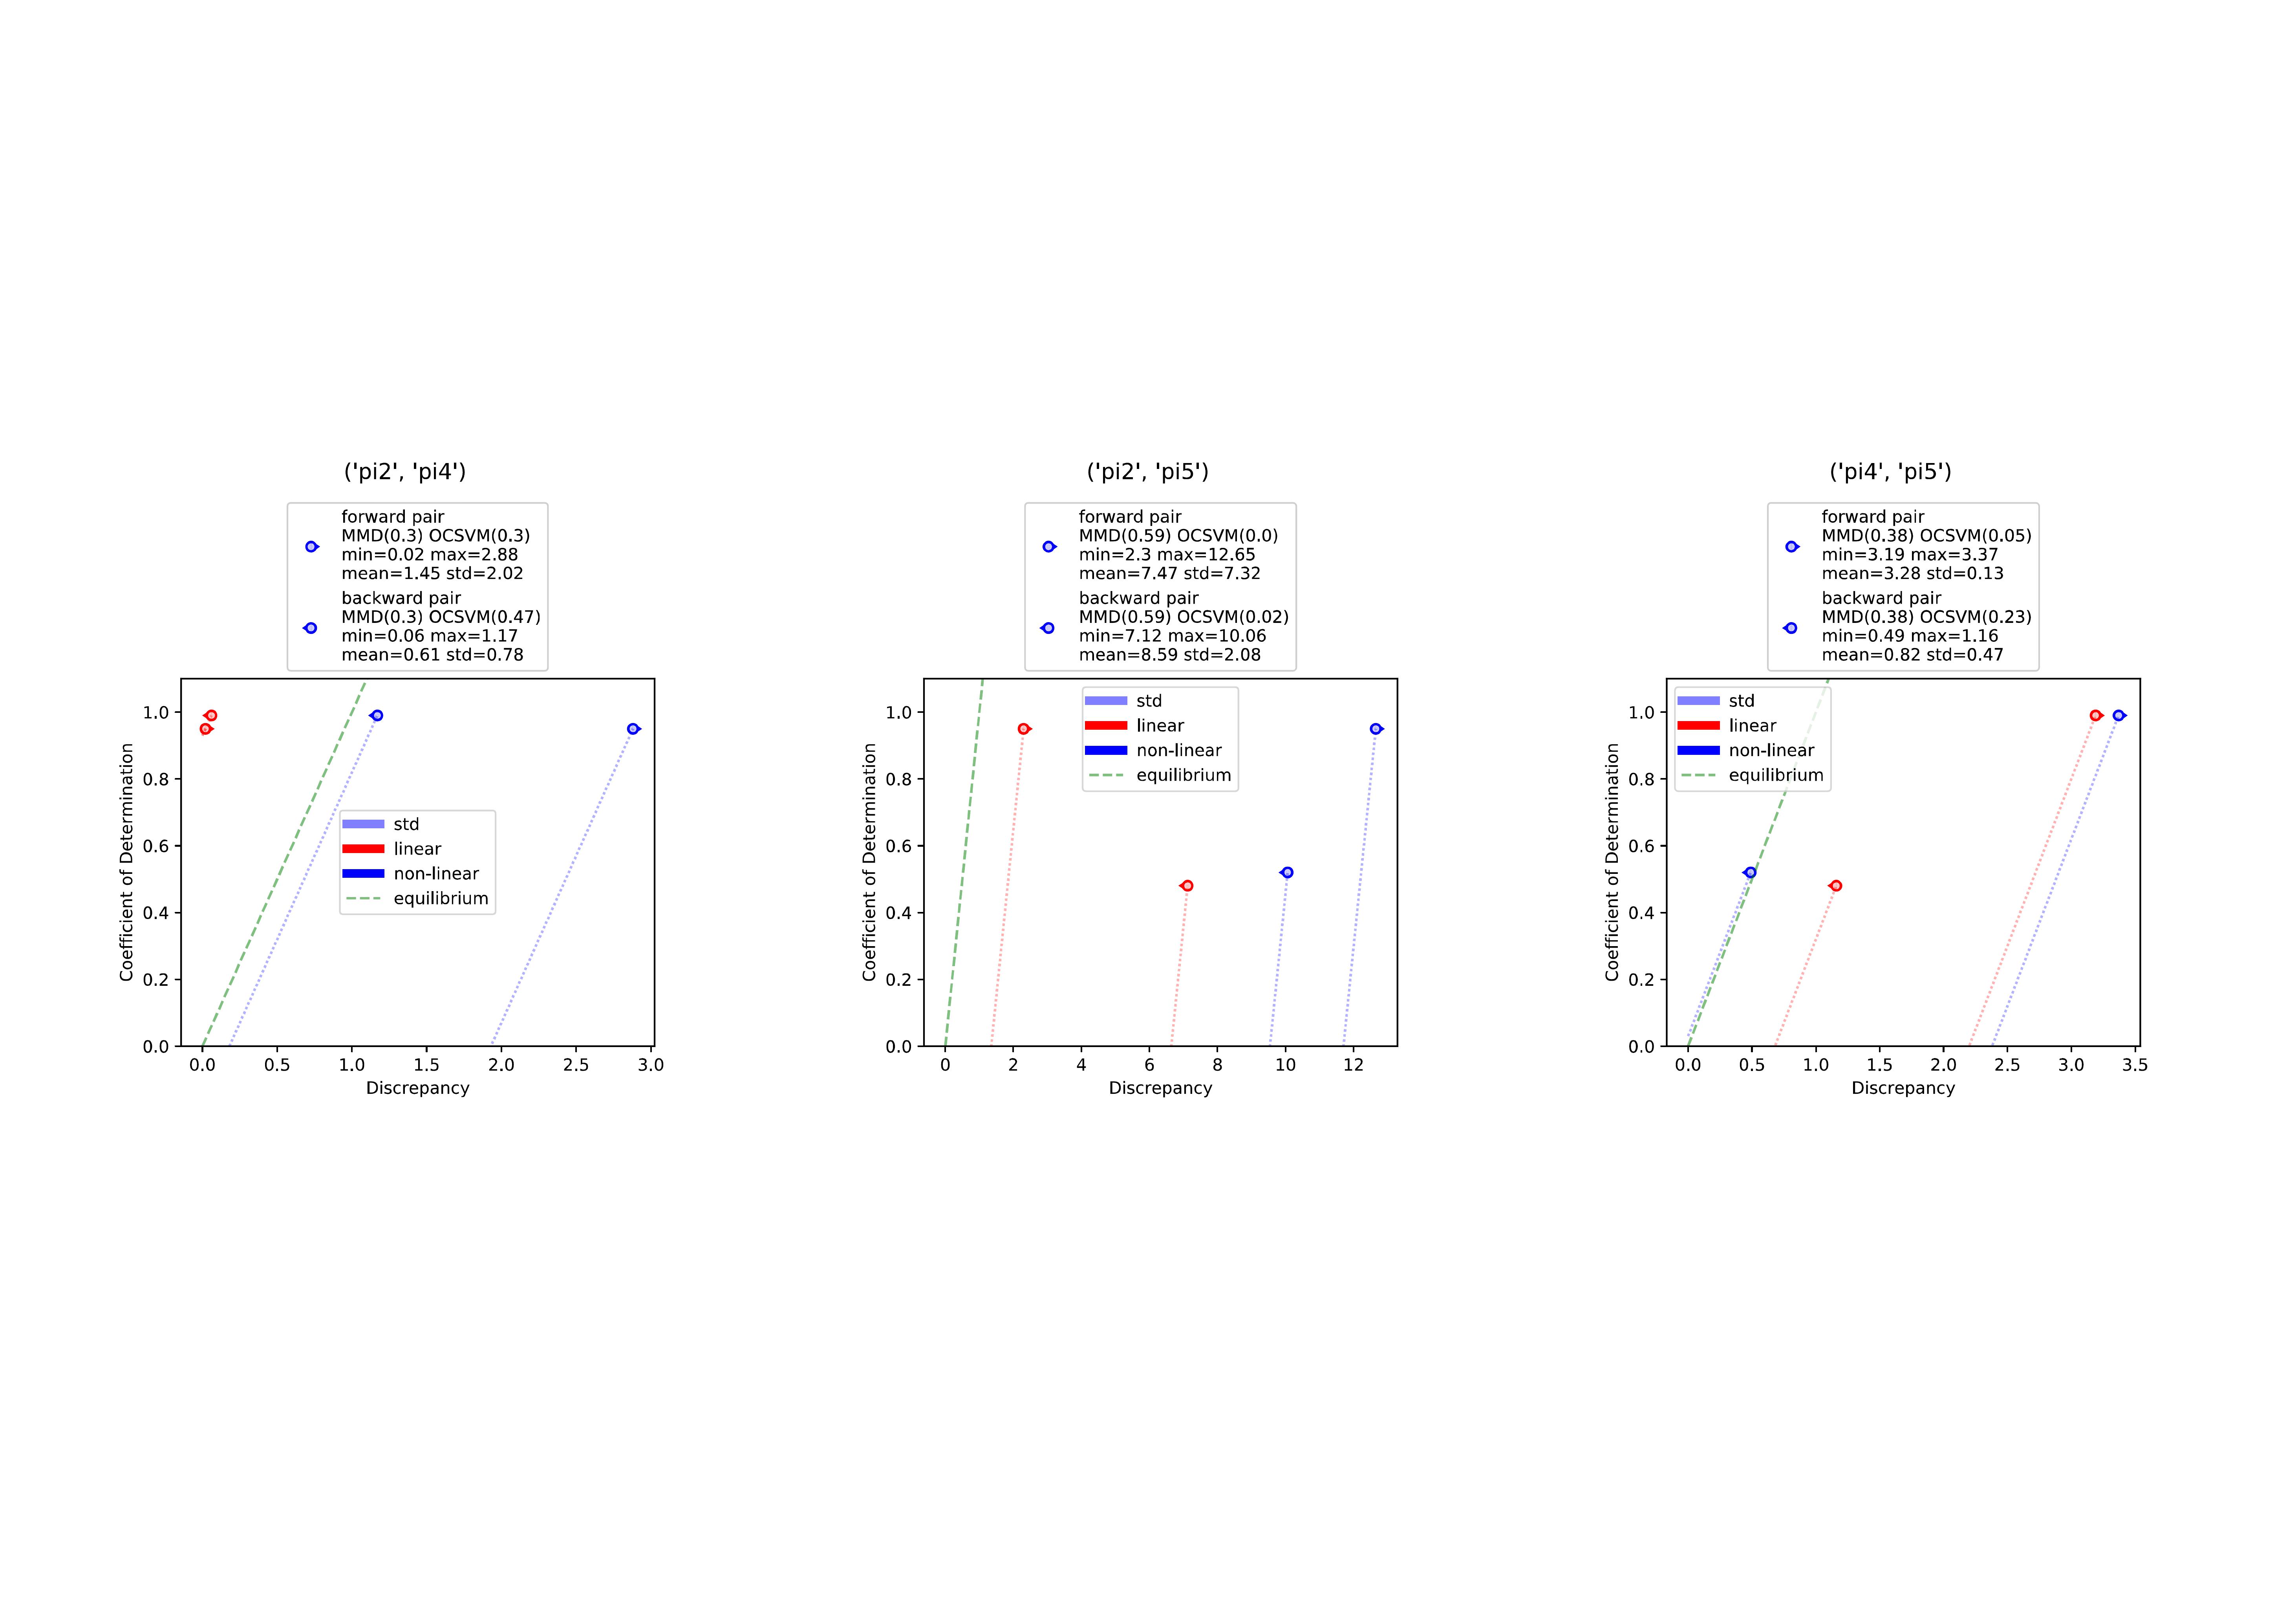 ('pi2', 'pi4')
forward pair
MMD(0.3) OCSVM(0.3)
min=0.02 max=2.88
mean=1.45 std=2.02
backward pair
MMD(0.3) OCSVM(0.47)
min=0.06 max=1.17
mean=0.61 std=0.78
1.0
0.8
0.6
0.4
0.2
0.0
Coefficient of Determination
std
linear
non-linear
equilibrium
0.0 0.5 1.0 1.5 2.0 2.5 3.0
Discrepancy
('pi2', 'pi5')
forward pair
MMD(0.59) OCSVM(0.0)
min=2.3 max=12.65
mean=7.47 std=7.32
backward pair
MMD(0.59) OCSVM(0.02)
min=7.12 max=10.06
mean=8.59 std=2.08
1.0
0.8
0.6
0.4
0.2
0.0
Coefficient of Determination
std
linear
non-linear
equilibrium
0 2 4 6 8 10 12
Discrepancy
('pi4', 'pi5')
forward pair
MMD(0.38) OCSVM(0.05)
min=3.19 max=3.37
mean=3.28 std=0.13
backward pair
MMD(0.38) OCSVM(0.23)
min=0.49 max=1.16
mean=0.82 std=0.47
1.0
0.8
0.6
0.4
0.2
0.0
Coefficient of Determination
std
linear
non-linear
equilibrium
0.0 0.5 1.0 1.5 2.0 2.5 3.0 3.5
Discrepancy